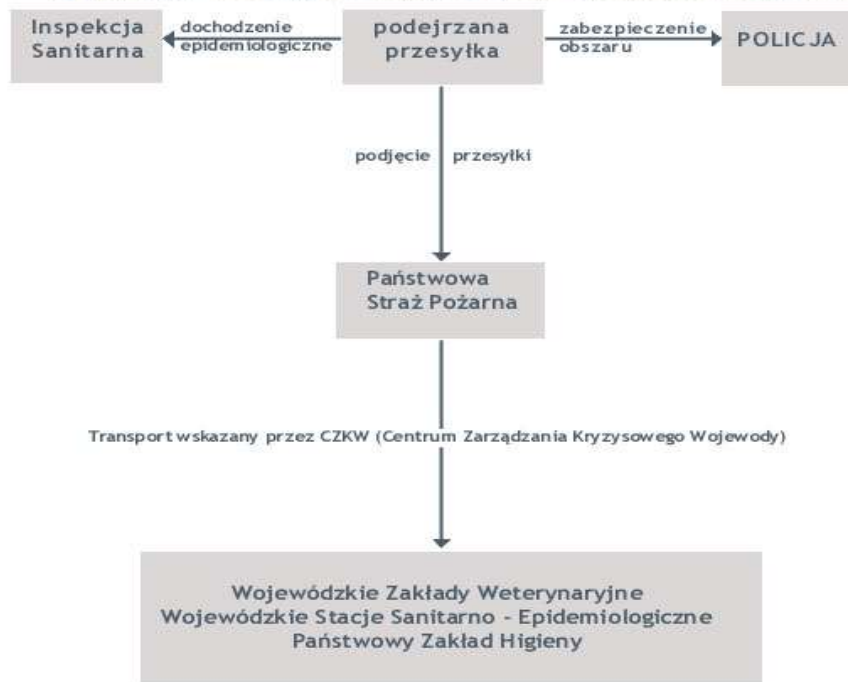 Inspekcja
Sanitarna
dochodzenie
epidemiologiczne
podejrzana
przesyłka
zabezpieczenie
obszaru
POLICJA
podjęcie przesyłki
Państwowa
Straż Pożarna
Transport wskazany przez CZKW (Centrum Zarządzania Kryzysowego Wojewody)
Wojewódzkie Zakłady Weterynaryjne
Wojewódzkie Stacje Sanitarno - Epidemiologiczne
Państwowy Zakład Higieny